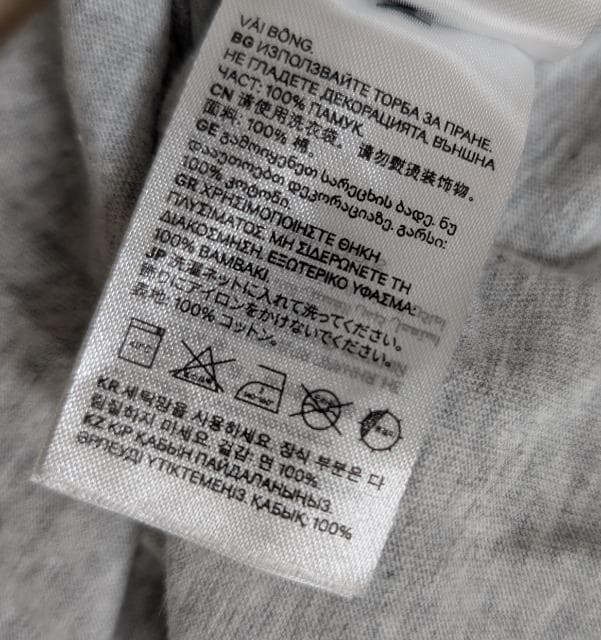 VẢI BÔNG.
BG ИЗПОЛЗВАЙТЕ ТОРБА ЗА ПРАНЕ.
НЕ ГЛАДЕТЕ ДЕКОРАЦИЯТА. ВЪНШНА
ЧАСТ: 100% ПАМУК.
CN 请使用洗衣袋。请勿熨烫装饰物。
面料: 100% 棉。
GE გამოიყენეთ სარეცხის ბადე. ნუ
დააუთოებთ დეკორაციაზე. გარსი:
100% კოტონი.
GR ΧΡΗΣΙΜΟΠΟΙΗΣΤΕ ΘΗΚΗ
ΠΛΥΣΙΜΑΤΟΣ. ΜΗ ΣΙΔΕΡΩΝΕΤΕ ΤΗ
ΔΙΑΚΟΣΜΗΣΗ. ΕΞΩΤΕΡΙΚΟ ΥΦΑΣΜΑ:
100% ΒΑΜΒΑΚΙ.
JP 洗濯ネットに入れて洗ってください。
飾りにアイロンをかけないでください。
表地: 100% コットン。
KR 세탁망을 사용하세요. 장식 부분은 다
림질하지 마세요. 겉감: 면 100%
KZ KİР ҚАБЫН ПАЙДАЛАНЫҢЫЗ.
ӘРЛЕУДІ ҮТІКТЕМЕҢІЗ. ҚАБЫҚ: 100%